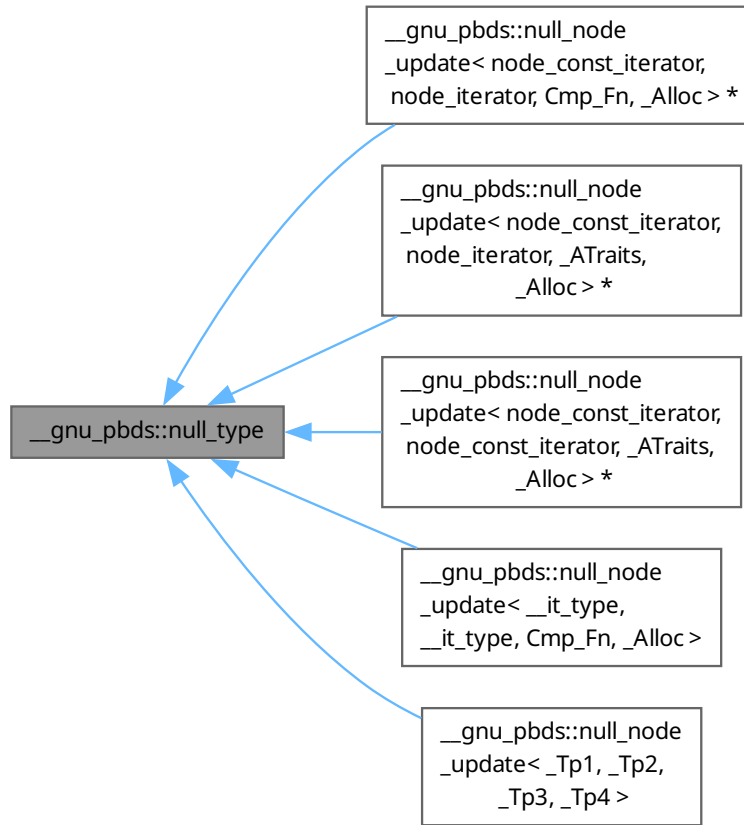 __gnu_pbds::null_node
_update< node_const_iterator,
node_iterator, Cmp_Fn, _Alloc > *
__gnu_pbds::null_node
_update< node_const_iterator,
node_iterator, _ATraits,
_Alloc > *
__gnu_pbds::null_type
__gnu_pbds::null_node
_update< node_const_iterator,
node_const_iterator, _ATraits,
_Alloc > *
__gnu_pbds::null_node
_update< __it_type,
__it_type, Cmp_Fn, _Alloc >
__gnu_pbds::null_node
_update< _Tp1, _Tp2,
_Tp3, _Tp4 >